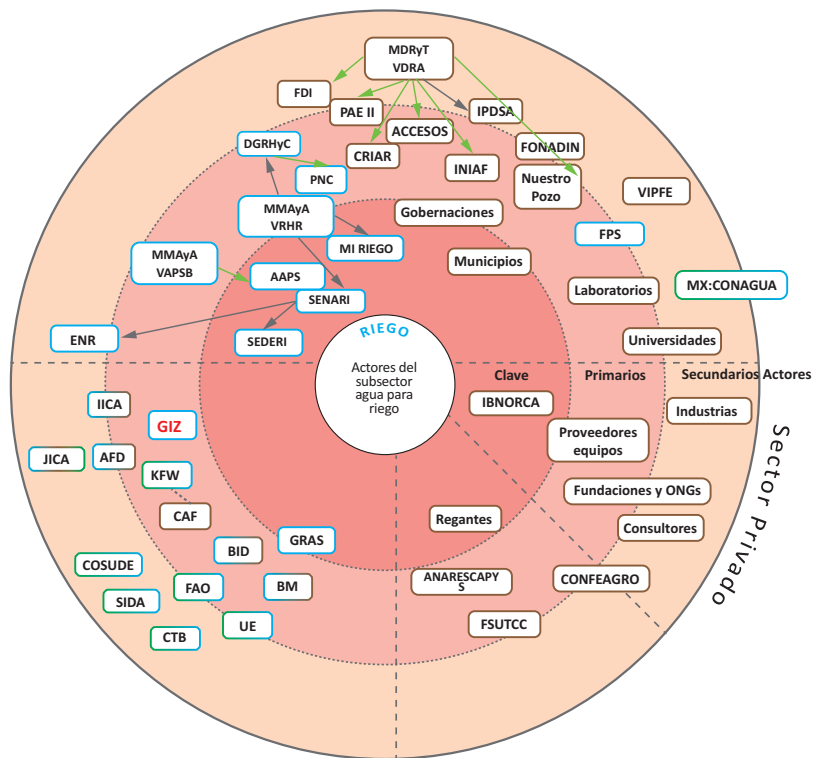 MDRyT
VDRA
FDI
PAE II
IPDSA
ACCESOS
DGRHyC
CRIAR
FONADIN
INIAF
PNC
Nuestro
Pozo
VIPFE
MMAyA
VRHR
Gobernaciones
FPS
MI RIEGO
MMAyA
VAPSB
Municipios
AAPS
Laboratorios
MX:CONAGUA
SENARI
ENR
SEDERI
Universidades
RIEGO
Actores del
subsector
agua para
riego
Clave
Primarios
Secundarios Actores
IICA
IBNORCA
Industrias
GIZ
Proveedores
equipos
JICA
AFD
KFW
Sector Privado
Fundaciones y ONGs
CAF
Regantes
Consultores
GRAS
BID
COSUDE
CONFEAGRO
FAO
BM
ANARESCAPY
S
SIDA
UE
FSUTCC
CTB